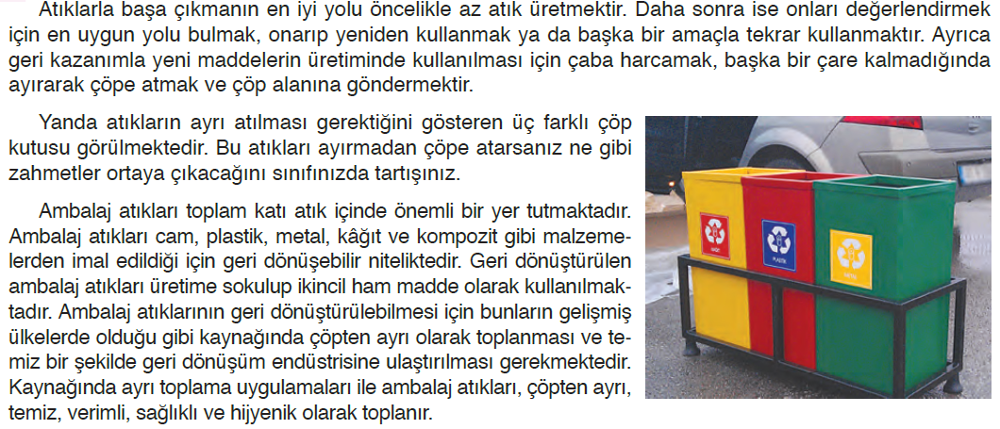 Atıklarla başa çıkmanın en iyi yolu öncelikle az atık üretmektir. Daha sonra ise onları değerlendirmek
için en uygun yolu bulmak, onarıp yeniden kullanmak ya da başka bir amaçla tekrar kullanmaktır. Ayrıca
geri kazanımla yeni maddelerin üretiminde kullanılması için çaba harcamak, başka bir çare kalmadığında
ayırarak çöpe atmak ve çöp alanına göndermektir.
Yanda atıkların ayrı atılması gerektiğini gösteren üç farklı çöp
kutusu görülmektedir. Bu atıkları ayırmadan çöpe atarsanız ne gibi
zahmetler ortaya çıkacağını sınıfınızda tartışınız.
Ambalaj atıkları toplam katı atık içinde önemli bir yer tutmaktadır.
Ambalaj atıkları cam, plastik, metal, kâğıt ve kompozit gibi malzeme-
lerden imal edildiği için geri dönüşebilir niteliktedir. Geri dönüştürülen
ambalaj atıkları üretime sokulup ikincil ham madde olarak kullanılmak-
tadır. Ambalaj atıklarının geri dönüştürülebilmesi için bunların gelişmiş
ülkelerde olduğu gibi kaynağında çöpten ayrı olarak toplanması ve te-
miz bir şekilde geri dönüşüm endüstrisine ulaştırılması gerekmektedir.
Kaynağında ayrı toplama uygulamaları ile ambalaj atıkları, çöpten ayrı,
temiz, verimli, sağlıklı ve hijyenik olarak toplanır.
PLASTİK